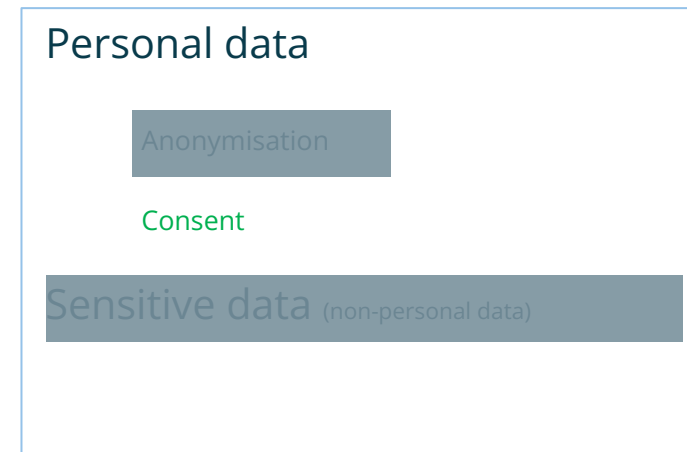 Personal data
Anonymisation
Consent
Sensitive data (non-personal data)